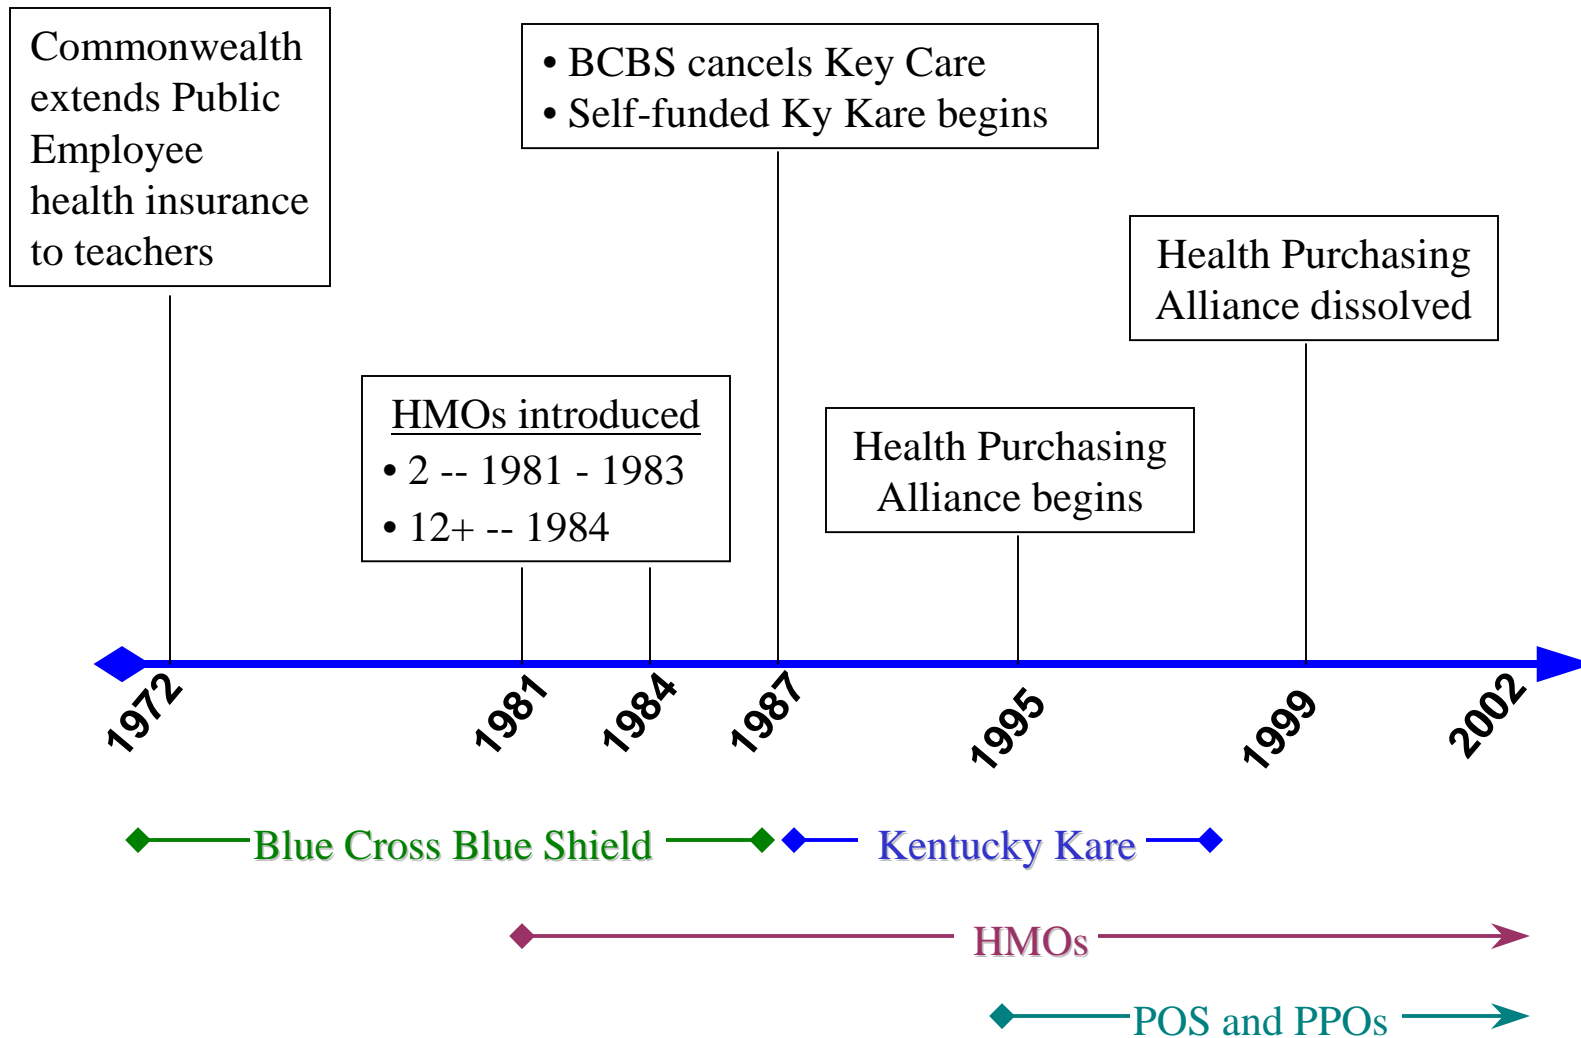 Commonwealth
extends Public
Employee
health insurance
to teachers
• BCBS cancels Key Care
• Self-funded Ky Kare begins
Health Purchasing
Alliance dissolved
HMOs introduced
• 2 -- 1981 - 1983
• 12+ -- 1984
Health Purchasing
Alliance begins
1972
1981
1984
1987
1995
1999
2002
Blue Cross Blue Shield
Kentucky Kare
HMOs
POS and PPOs